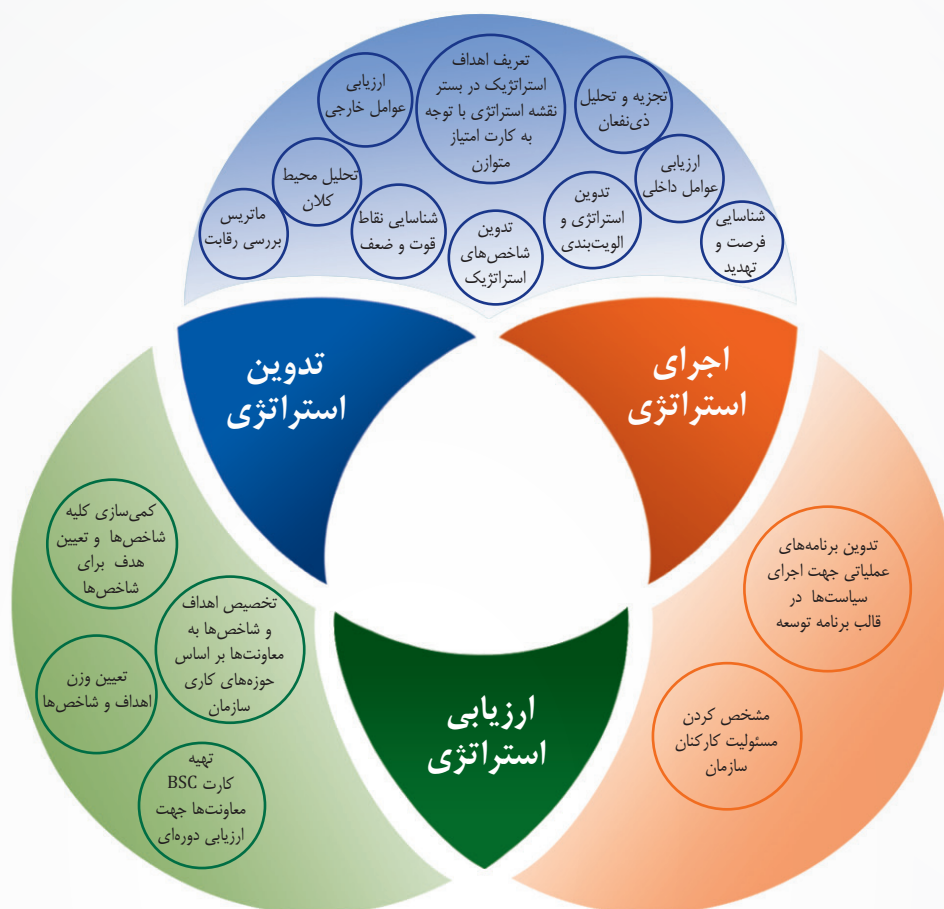 تعریف اهداف
استراتژیک در بستر
نقشه استراتژی با توجه
به کارت امتیاز
متوازن
تجزیه و تحلیل
ذی‌نفعان
ارزیابی
عوامل خارجی
ارزیابی
عوامل داخلی
تحلیل محیط
کلان
شناسایی
فرصت و
تهدید
تدوین
استراتژی و
الویت‌بندی
تدوین
شاخص‌های
استراتژیک
شناسایی نقاط
قوت و ضعف
ماتریس
بررسی رقابت
اجرای
استراتژی
تدوین
استراتژی
تدوین برنامه‌های
عملیاتی جهت اجرای
سیاست‌ها در
قالب برنامه توسعه
مشخص کردن
مسئولیت کارکنان
سازمان
کمی‌سازی کلیه
شاخص‌ها و تعیین
هدف برای
شاخص‌ها
تخصیص اهداف
و شاخص‌ها به
معاونت‌ها بر اساس
حوزه‌های کاری
سازمان
تعیین وزن
اهداف و شاخص‌ها
تهیه
کارت BSC
معاونت‌ها جهت
ارزیابی دوره‌ای
ارزیابی
استراتژی